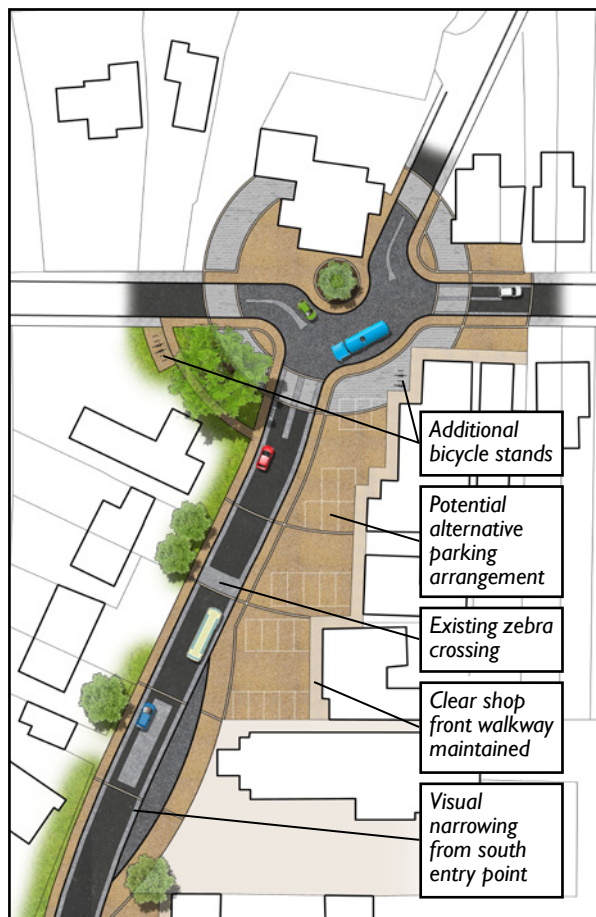 Additional
bicycle stands
Potential
alternative
parking
arrangement
Existing zebra
crossing
Clear shop
front walkway
maintained
Visual
narrowing
from south
entry point